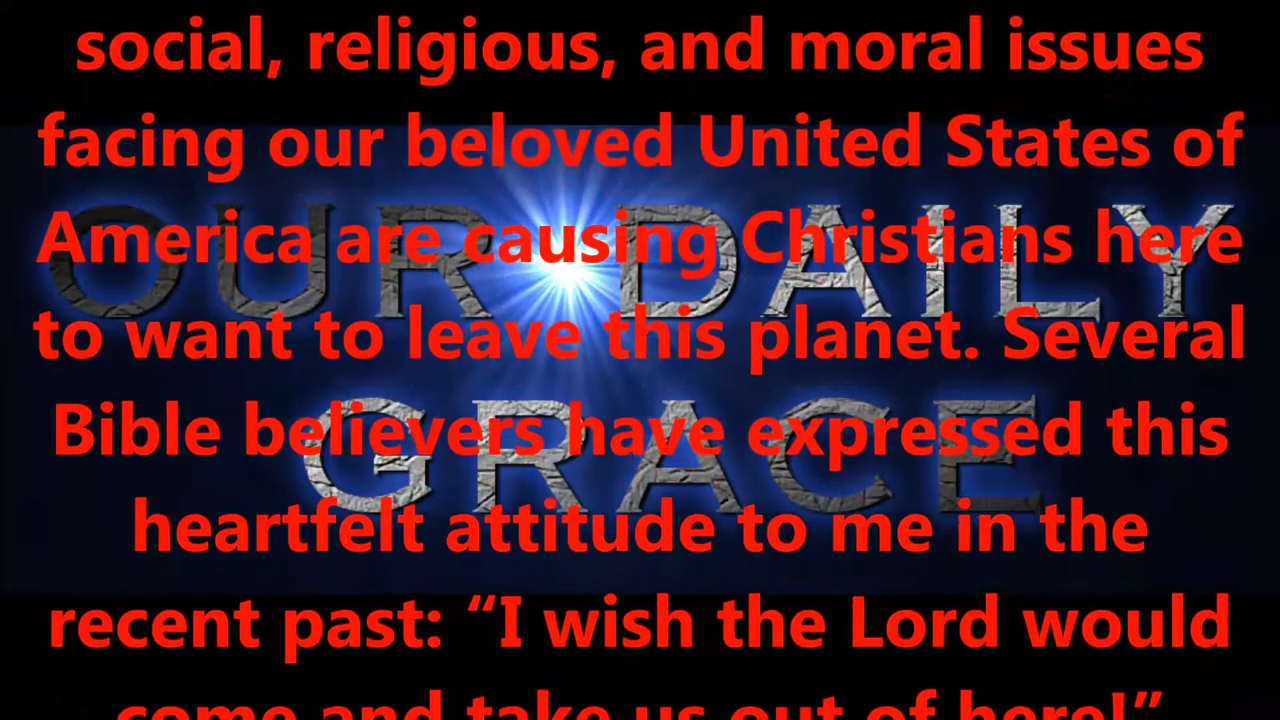 social, religious, and moral issues
facing our beloved United States of
America are causing Christians here
to want to leave this planet. Several
Bible believers have expressed this
heartfelt attitude to me in the
recent past: “I wish the Lord would
come and take us out of here!”
OUR DAILY
GRACE